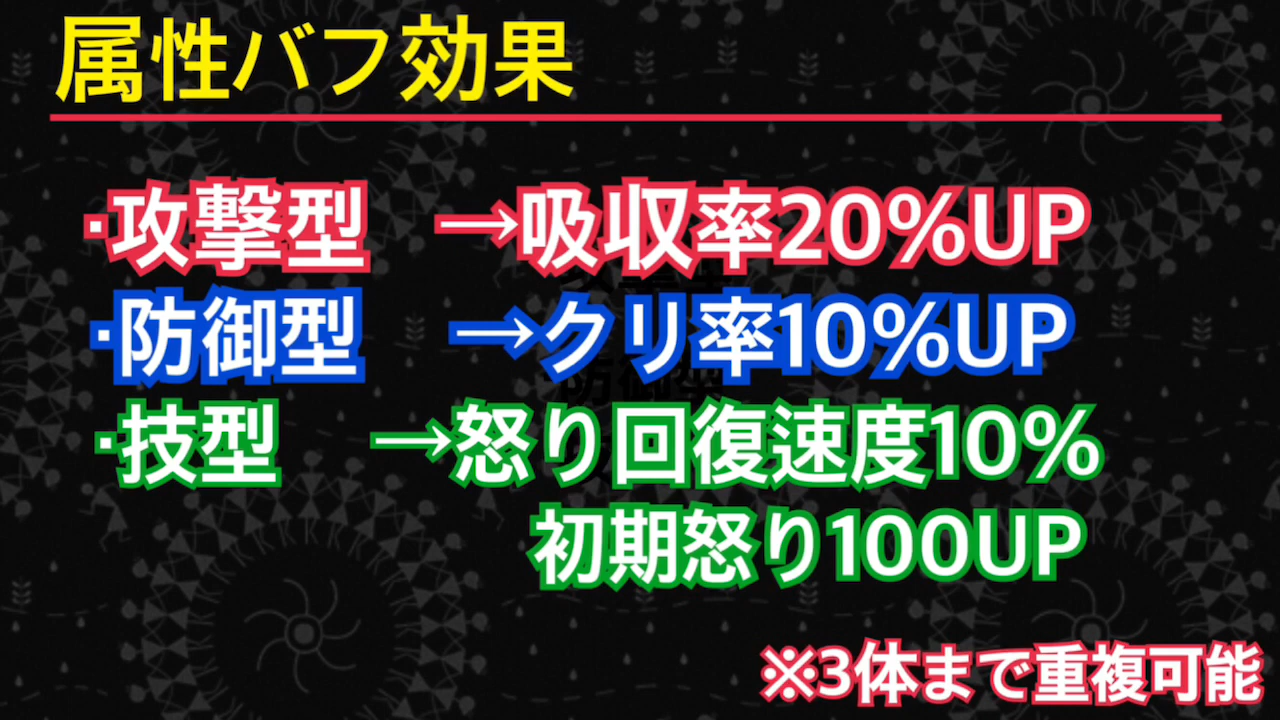 属性バフ効果
·攻撃型 →吸収率20%UP
·防御型 →クリ率10%UP
·技型 →怒り回復速度10%
初期怒り100UP
※3体まで重複可能